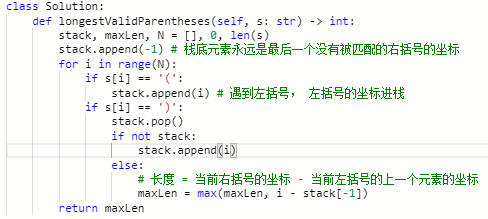 class Solution:
    def longestValidParentheses(self, s: str) -> int:
        stack, maxLen, N = [], 0, len(s)
        stack.append(-1) # 栈底元素永远是最后一个没有被匹配的右括号的坐标
        for i in range(N):
            if s[i] == '(':
                stack.append(i) # 遇到左括号， 左括号的坐标进栈
            if s[i] == ')':
                stack.pop()
                if not stack:
                    stack.append(i)
                else:
                    # 长度 = 当前右括号的坐标 - 当前左括号的上一个元素的坐标
                    maxLen = max(maxLen, i - stack[-1])
        return maxLen